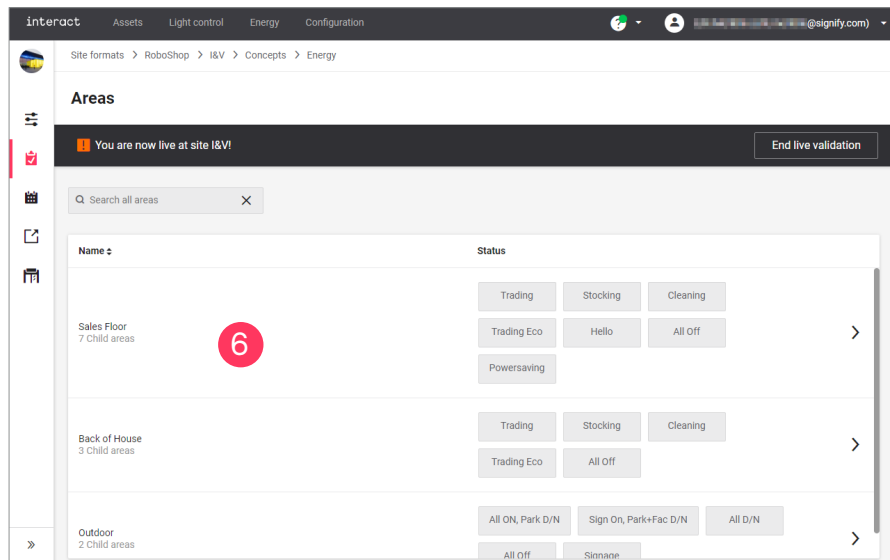 interact Assets Light control Energy Configuration ? @signify.com)
Site formats > RoboShop > I&V > Concepts > Energy
Areas
! You are now live at site I&V! End live validation
Search all areas
Name Status
Trading Stocking Cleaning
Sales Floor
7 Child areas
6
Trading Eco Hello All Off
Powersaving
Trading Stocking Cleaning
Back of House
3 Child areas
Trading Eco All Off
All ON, Park D/N Sign On, Park+Fac D/N All D/N
Outdoor
2 Child areas
All Off Signage